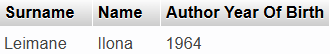 Surname Name Author Year Of Birth
Leimane Ilona 1964